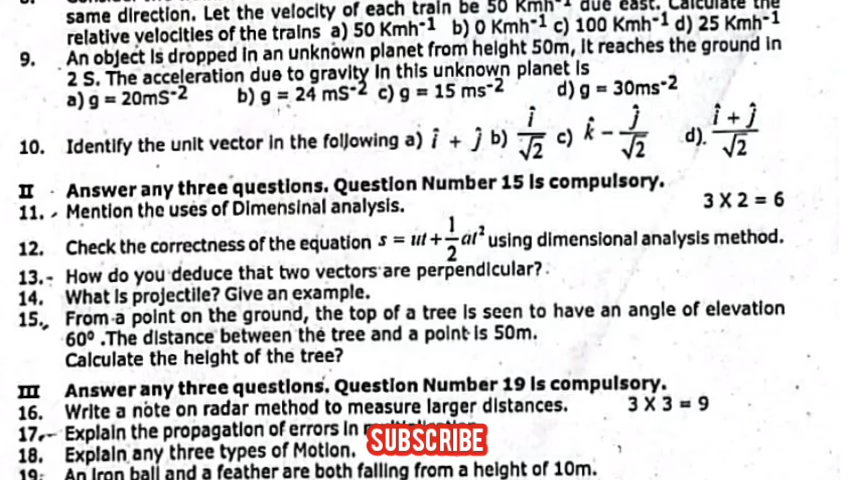 same direction. Let the velocity of each train be 50 Kmh⁻¹ due east. Calculate the
relative velocities of the trains a) 50 Kmh⁻¹ b) 0 Kmh⁻¹ c) 100 Kmh⁻¹ d) 25 Kmh⁻¹
9. An object is dropped in an unknown planet from height 50m, it reaches the ground in
2 S. The acceleration due to gravity in this unknown planet is
a) g = 20mS⁻² b) g = 24 mS⁻² c) g = 15 ms⁻² d) g = 30ms⁻²
10. Identify the unit vector in the following a) î + ĵ b) î/√2 c) k̂ − ĵ/√2 d). (î + ĵ)/√2
II Answer any three questions. Question Number 15 is compulsory.
3 X 2 = 6
11. Mention the uses of Dimensinal analysis.
12. Check the correctness of the equation s = ut + 1/2 at² using dimensional analysis method.
13. How do you deduce that two vectors are perpendicular?
14. What is projectile? Give an example.
15. From a point on the ground, the top of a tree is seen to have an angle of elevation
60º .The distance between the tree and a point is 50m.
Calculate the height of the tree?
III Answer any three questions. Question Number 19 is compulsory.
16. Write a note on radar method to measure larger distances. 3 X 3 = 9
17. Explain the propagation of errors in
SUBSCRIBE
18. Explain any three types of Motion.
19. An Iron ball and a feather are both falling from a height of 10m.